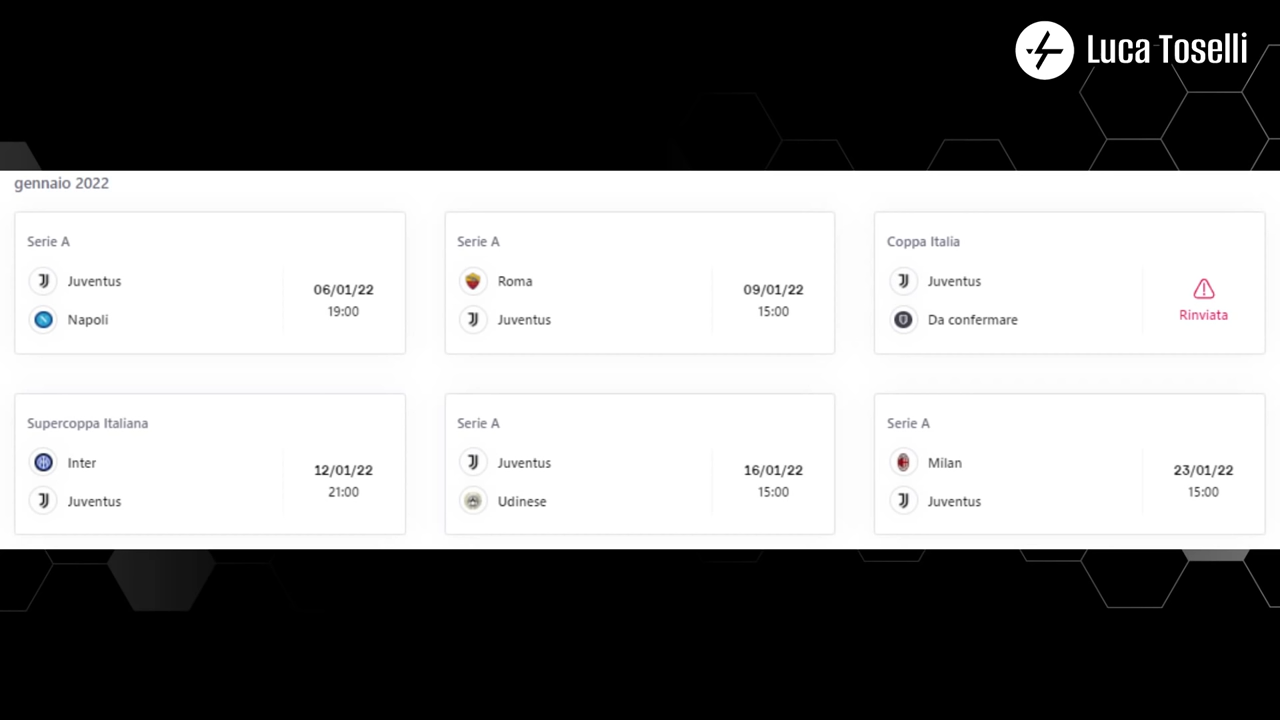 Luca Toselli
gennaio 2022
Serie A
Juventus
Napoli
06/01/22
19:00
Serie A
Roma
Juventus
09/01/22
15:00
Coppa Italia
Juventus
Da confermare
Rinviata
Supercoppa Italiana
Inter
Juventus
12/01/22
21:00
Serie A
Juventus
Udinese
16/01/22
15:00
Serie A
Milan
Juventus
23/01/22
15:00